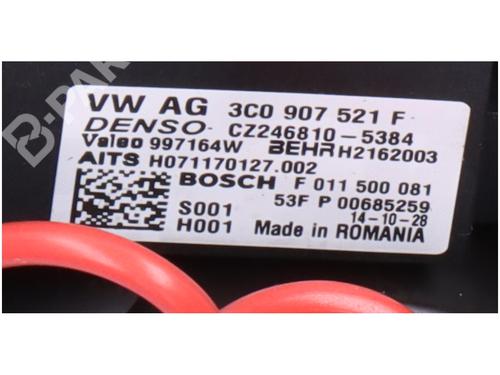 VW AG 3C0 907 521 F
DENSO CZ246810-5384
Valeo 997164W BEHR H2162003
AITS H071170127.002
BOSCH F 011 500 081
S001 53F P 00685259
14-10-28
H001 Made in ROMANIA
B-PARTS